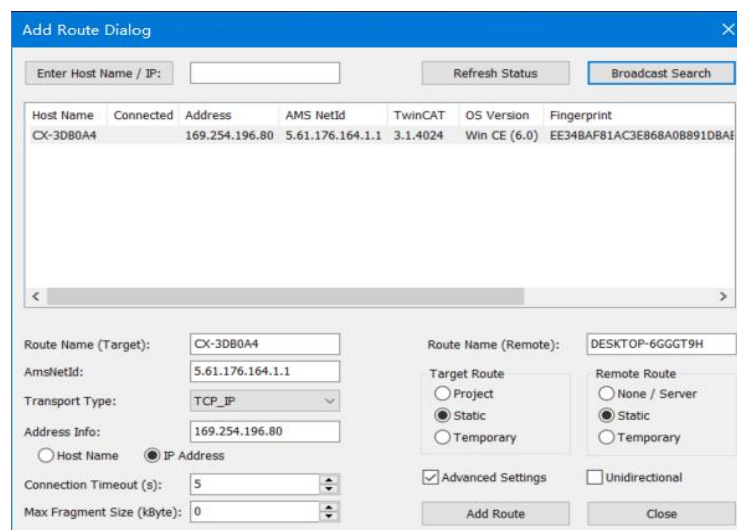 Add Route Dialog
Enter Host Name / IP: Refresh Status Broadcast Search
Host Name Connected Address AMS NetId TwinCAT OS Version Fingerprint
CX-3DB0A4 169.254.196.80 5.61.176.164.1.1 3.1.4024 Win CE (6.0) EE34BAF81AC3E868A0B891DBAE
Route Name (Target): CX-3DB0A4 Route Name (Remote): DESKTOP-6GGGT9H
AmsNetId: 5.61.176.164.1.1 Target Route Remote Route
Project None / Server
Transport Type: TCP_IP Static Static
Address Info: 169.254.196.80 Temporary Temporary
Host Name IP Address
Connection Timeout (s): 5 Advanced Settings Unidirectional
Max Fragment Size (kByte): 0 Add Route Close